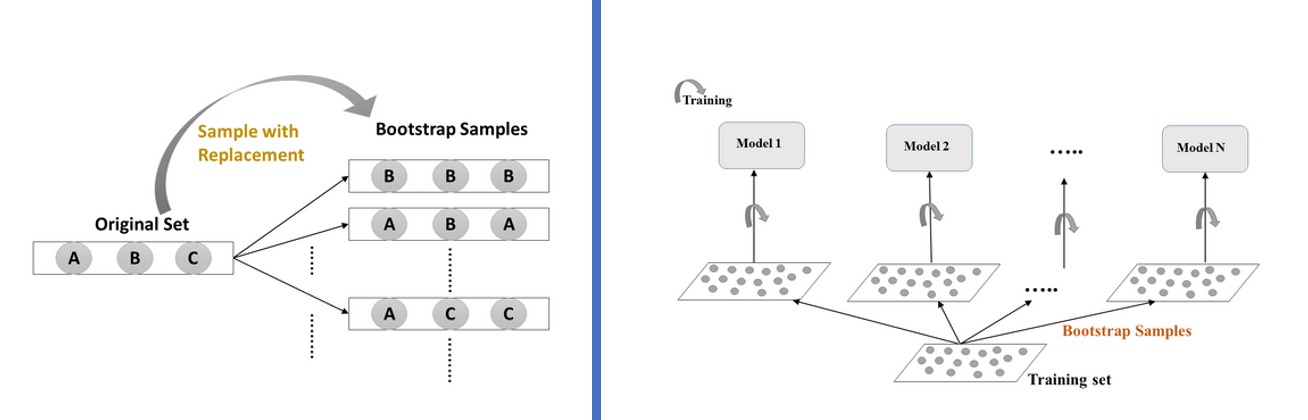 Sample with
Replacement
Bootstrap Samples
B B B
Original Set
A B A
A B C
A C C
Training
Model 1
Model 2
.....
Model N
.....
Bootstrap Samples
Training set